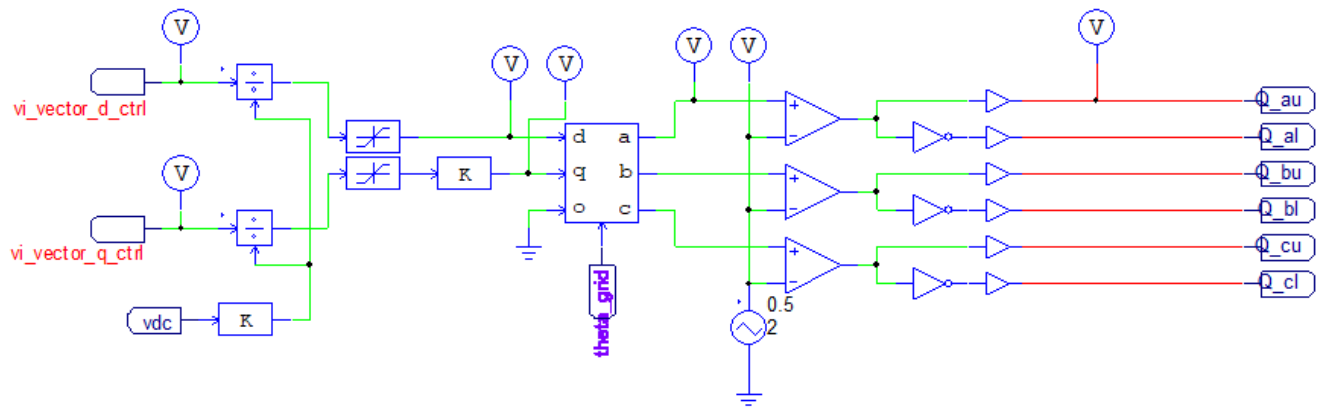 V
V
V
V
V
V
÷
vi_vector_d_ctrl
Q_au
d
a
Q_al
V
K
q
b
Q_bu
o
c
Q_bl
÷
vi_vector_q_ctrl
Q_cu
Q_cl
theta_grid
0.5
2
vdc
K